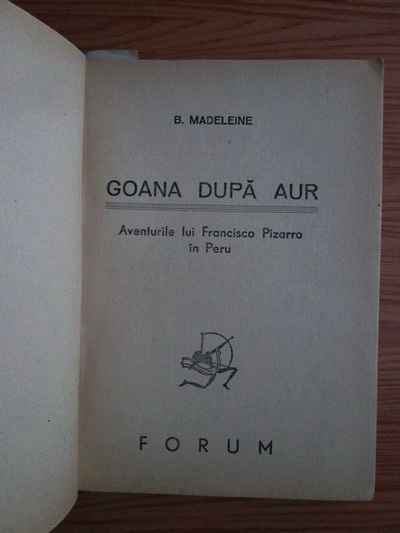 B. MADELEINE
GOANA DUPĂ AUR
Aventurile lui Francisco Pizarro
în Peru
FORUM